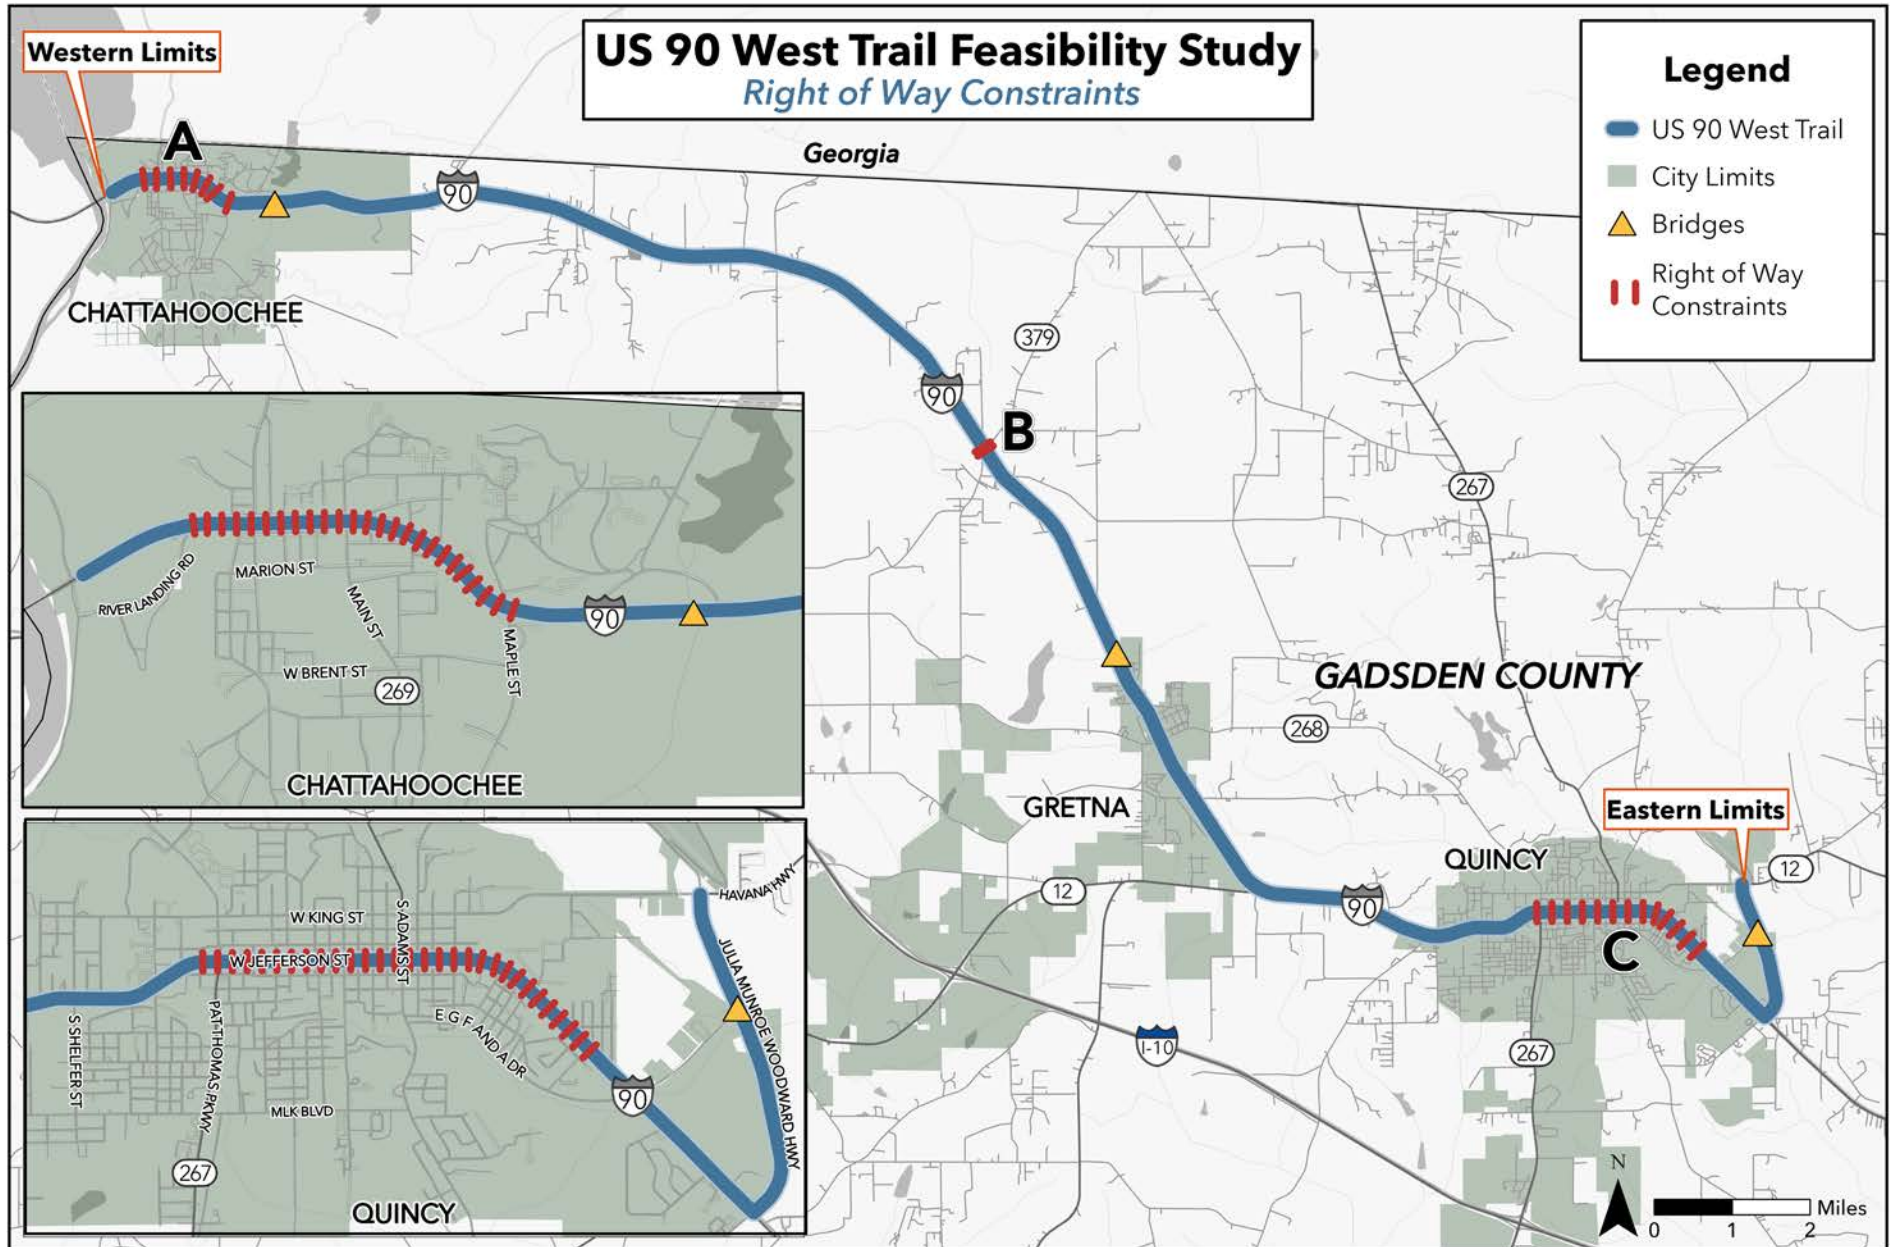 US 90 West Trail Feasibility Study
Right of Way Constraints
Legend
US 90 West Trail
City Limits
Bridges
Right of Way
Constraints
Western Limits
A
90
Georgia
CHATTAHOOCHEE
379
90
B
267
GADSDEN COUNTY
268
GRETNA
12
90
QUINCY
Eastern Limits
12
C
I-10
267
N
Miles
0
1
2
RIVER LANDING RD
MARION ST
MAIN ST
W BRENT ST
269
MAPLE ST
90
CHATTAHOOCHEE
HAVANA HWY
W KING ST
S ADAMS ST
W JEFFERSON ST
JULIA MUNROE WOODWARD HWY
S SHELFER ST
PAT THOMAS PKWY
E G F AND A DR
MLK BLVD
90
267
QUINCY